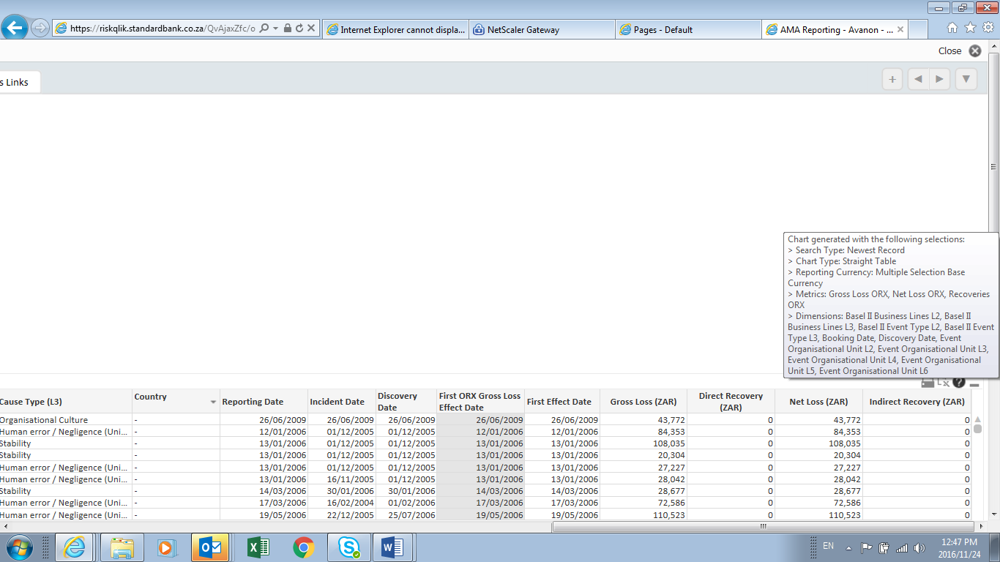 https://riskqlik.standardbank.co.za/QvAjaxZfc/o
Internet Explorer cannot displa...
NetScaler Gateway
Pages - Default
AMA Reporting - Avanon - ...
Close
s Links
Chart generated with the following selections:
> Search Type: Newest Record
> Chart Type: Straight Table
> Reporting Currency: Multiple Selection Base
Currency
> Metrics: Gross Loss ORX, Net Loss ORX, Recoveries
ORX
> Dimensions: Basel II Business Lines L2, Basel II
Business Lines L3, Basel II Event Type L2, Basel II Event
Type L3, Booking Date, Discovery Date, Event
Organisational Unit L2, Event Organisational Unit L3,
Event Organisational Unit L4, Event Organisational
Unit L5, Event Organisational Unit L6
Cause Type (L3) Country Reporting Date Incident Date Discovery Date First ORX Gross Loss Effect Date First Effect Date Gross Loss (ZAR) Direct Recovery (ZAR) Net Loss (ZAR) Indirect Recovery (ZAR)
Organisational Culture - 26/06/2009 26/06/2009 26/06/2009 26/06/2009 26/06/2009 43,772 0 43,772 0
Human error / Negligence (Uni... - 12/01/2006 01/12/2005 01/12/2005 12/01/2006 12/01/2006 84,353 0 84,353 0
Stability - 13/01/2006 01/12/2005 01/12/2005 13/01/2006 13/01/2006 108,035 0 108,035 0
Stability - 13/01/2006 01/12/2005 01/12/2005 13/01/2006 13/01/2006 20,304 0 20,304 0
Human error / Negligence (Uni... - 13/01/2006 01/12/2005 01/12/2005 13/01/2006 13/01/2006 27,227 0 27,227 0
Human error / Negligence (Uni... - 13/01/2006 16/11/2005 01/12/2005 13/01/2006 13/01/2006 28,042 0 28,042 0
Stability - 14/03/2006 30/01/2006 30/01/2006 14/03/2006 14/03/2006 28,677 0 28,677 0
Human error / Negligence (Uni... - 17/03/2006 16/02/2004 01/02/2006 17/03/2006 17/03/2006 72,586 0 72,586 0
Human error / Negligence (Uni... - 19/05/2006 22/12/2005 25/07/2006 19/05/2006 19/05/2006 110,523 0 110,523 0
EN
12:47 PM
2016/11/24